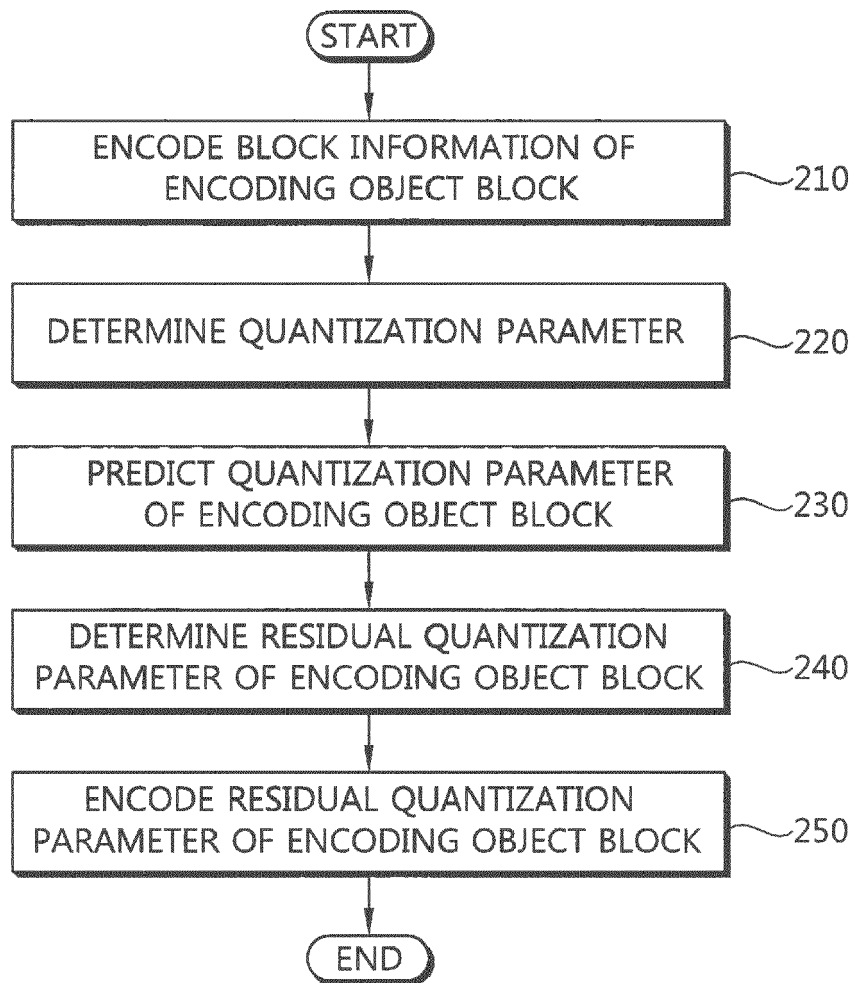 START
ENCODE BLOCK INFORMATION OF
ENCODING OBJECT BLOCK
210
DETERMINE QUANTIZATION PARAMETER
220
PREDICT QUANTIZATION PARAMETER
OF ENCODING OBJECT BLOCK
230
DETERMINE RESIDUAL QUANTIZATION
PARAMETER OF ENCODING OBJECT BLOCK
240
ENCODE RESIDUAL QUANTIZATION
PARAMETER OF ENCODING OBJECT BLOCK
250
END